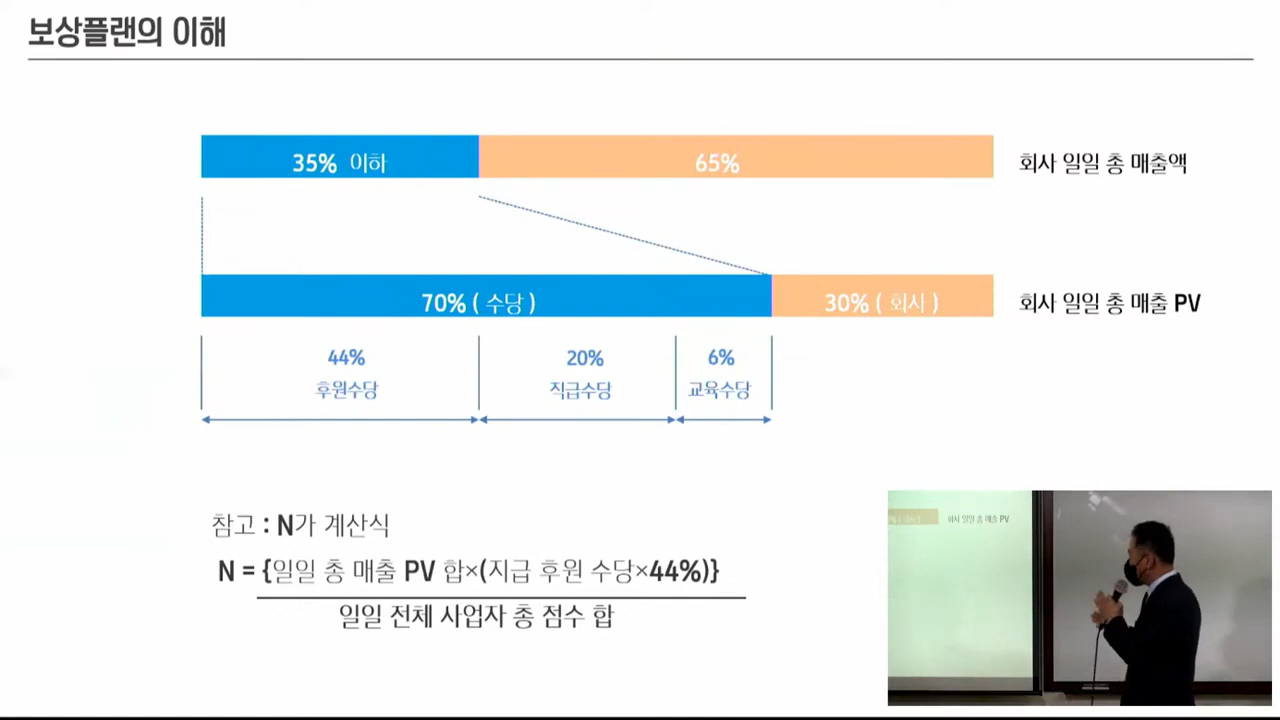 보상플랜의 이해
35% 이하
65%
회사 일일 총 매출액
70% ( 수당 )
30% ( 회사 )
회사 일일 총 매출 PV
44%
20%
6%
후원수당
직급수당
교육수당
참고 : N가 계산식
N = {일일 총 매출 PV 합×(지급 후원 수당×44%)}
일일 전체 사업자 총 점수 합
회사 일일 총 매출 PV